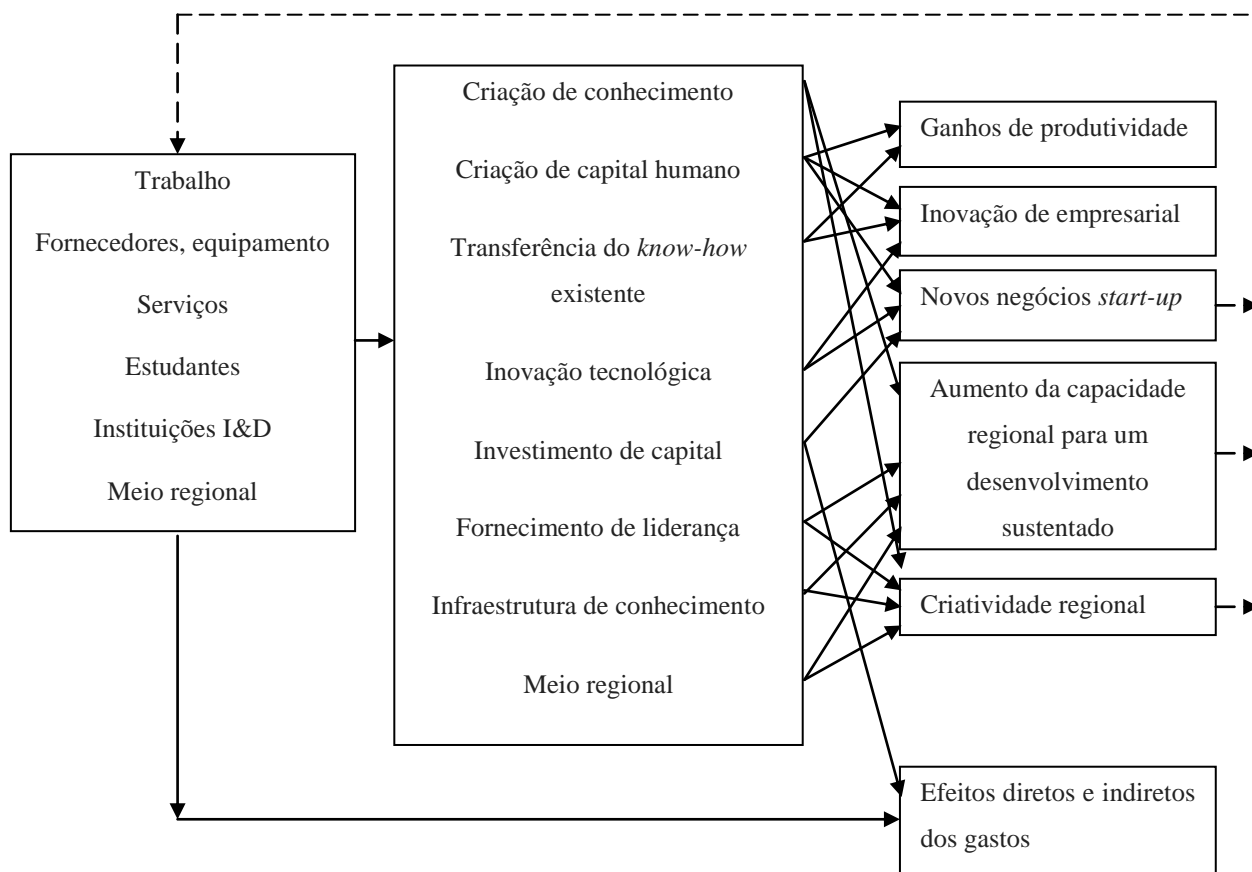 Trabalho
Fornecedores, equipamento
Serviços
Estudantes
Instituições I&D
Meio regional
Criação de conhecimento
Criação de capital humano
Transferência do know-how
existente
Inovação tecnológica
Investimento de capital
Fornecimento de liderança
Infraestrutura de conhecimento
Meio regional
Ganhos de produtividade
Inovação de empresarial
Novos negócios start-up
Aumento da capacidade
regional para um
desenvolvimento
sustentado
Criatividade regional
Efeitos diretos e indiretos
dos gastos